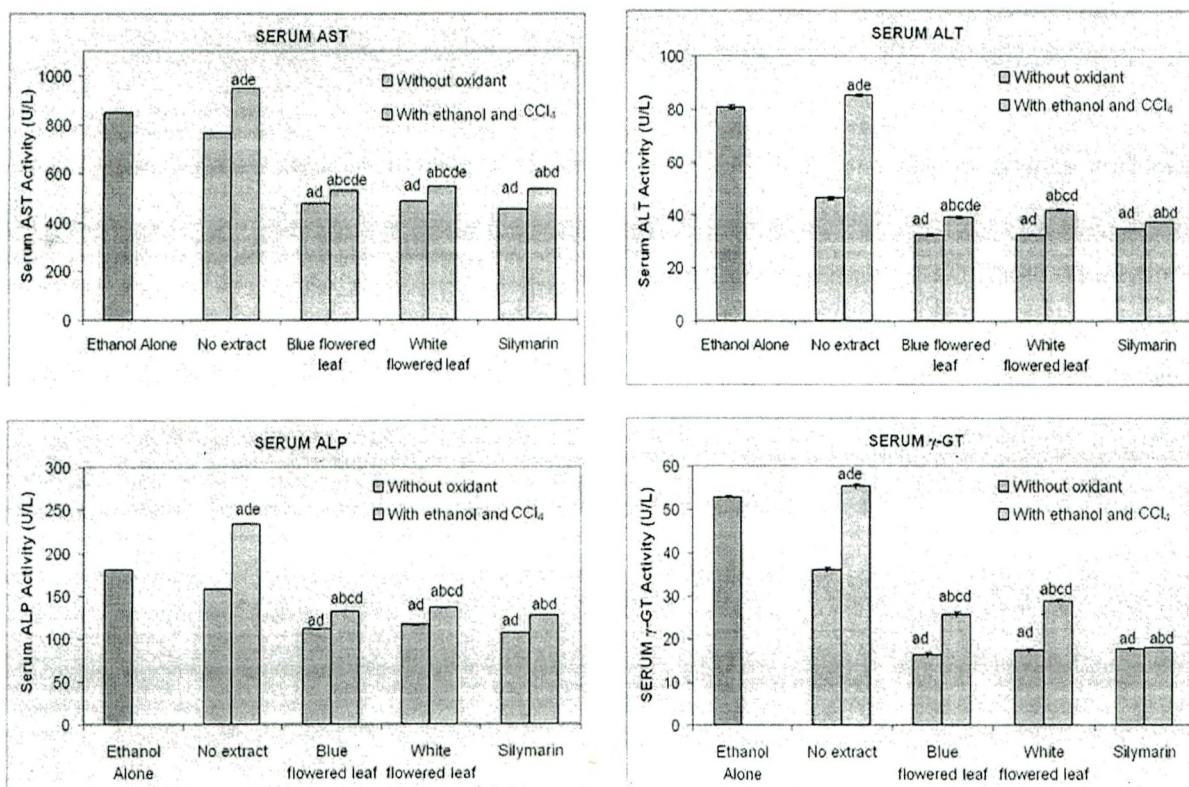 SERUM AST
Serum AST Activity (U/L)
1000
800
600
400
200
0
Without oxidant
With ethanol and CCl₄
ade
ad
abcde
ad
abcde
ad
abd
Ethanol Alone
No extract
Blue flowered
leaf
White
flowered leaf
Silymarin
SERUM ALT
Serum ALT Activity (U/L)
100
80
60
40
20
0
Without oxidant
With ethanol and CCl₄
ade
ad
abcde
ad
abcd
ad
abd
Ethanol Alone
No extract
Blue flowered
leaf
White
flowered leaf
Silymarin
SERUM ALP
Serum ALP Activity (U/L)
300
250
200
150
100
50
0
Without oxidant
With ethanol and CCl₄
ade
ad
abcd
ad
abcd
ad
abd
Ethanol
Alone
No extract
Blue
flowered leaf
White
flowered leaf
Silymarin
SERUM γ-GT
SERUM γ-GT Activity (U/L)
60
50
40
30
20
10
0
Without oxidant
With ethanol and CCl₄
ade
ad
abcd
ad
abcd
ad
abd
Ethanol
Alone
No extract
Blue
flowered leaf
White
flowered leaf
Silymarin